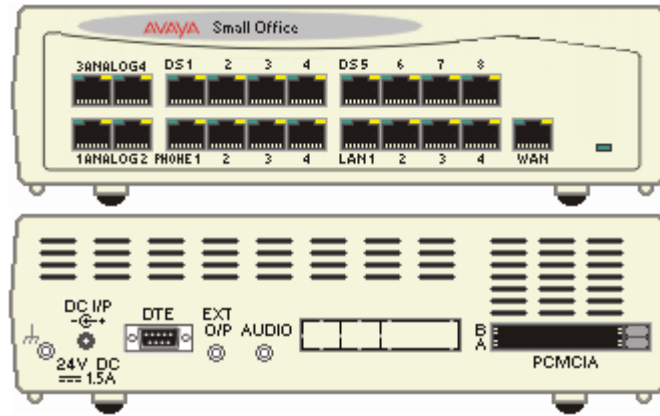 AVAYA Small Office
3ANALOG4 DS1 2 3 4 DS5 6 7 8
1ANALOG2 PHONE1 2 3 4 LAN1 2 3 4 WAN
DC I/P
- +
24V DC
1.5A
DTE
EXT
O/P
AUDIO
B
A
PCMCIA